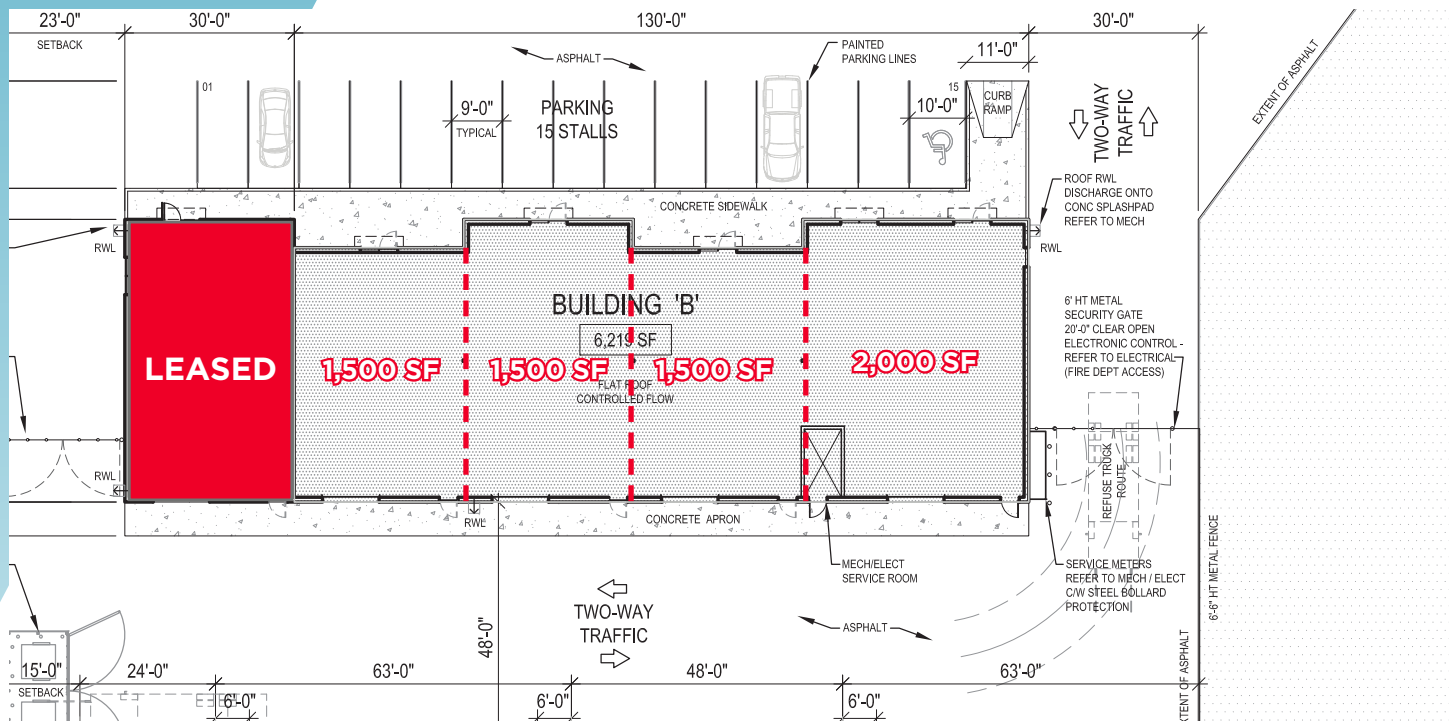 23'-0"
30'-0"
130'-0"
30'-0"
SETBACK
ASPHALT
PAINTED
PARKING LINES
11'-0"
EXTENT OF ASPHALT
01
9'-0"
TYPICAL
PARKING
15 STALLS
15
10'-0"
CURB
RAMP
TWO-WAY
TRAFFIC
CONCRETE SIDEWALK
ROOF RWL
DISCHARGE ONTO
CONC SPLASHPAD
REFER TO MECH
RWL
RWL
BUILDING 'B'
6,219 SF
FLAT ROOF
CONTROLLED FLOW
LEASED
1,500 SF
1,500 SF
1,500 SF
2,000 SF
6' HT METAL
SECURITY GATE
20'-0" CLEAR OPEN
ELECTRONIC CONTROL -
REFER TO ELECTRICAL
(FIRE DEPT ACCESS)
RWL
RWL
CONCRETE APRON
REFUSE TRUCK
ROUTE
MECH/ELECT
SERVICE ROOM
SERVICE METERS
REFER TO MECH / ELECT
C/W STEEL BOLLARD
PROTECTION
6'-6" HT METAL FENCE
TWO-WAY
TRAFFIC
48'-0"
ASPHALT
15'-0"
24'-0"
63'-0"
48'-0"
63'-0"
SETBACK
6'-0"
6'-0"
6'-0"
XTENT OF ASPHALT